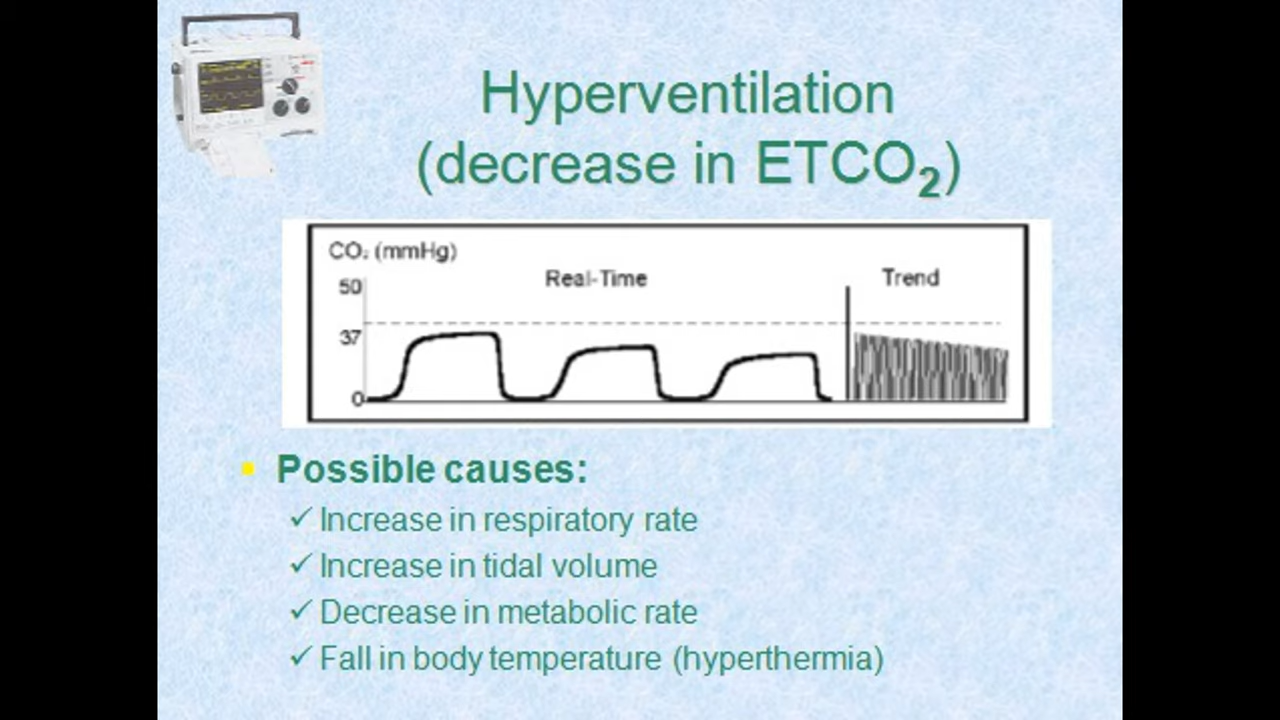 Hyperventilation
(decrease in ETCO₂)
CO₂ (mmHg)
Real-Time
Trend
50
37
0
Possible causes:
✓ Increase in respiratory rate
✓ Increase in tidal volume
✓ Decrease in metabolic rate
✓ Fall in body temperature (hyperthermia)